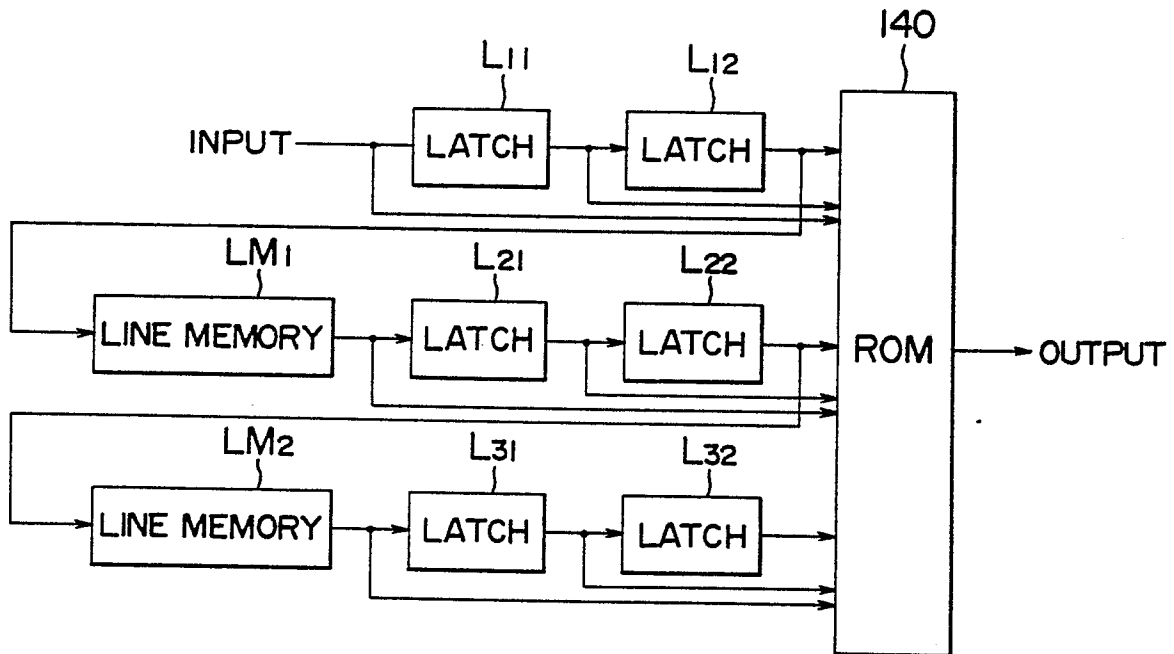 140
L11 L12
INPUT LATCH LATCH
LM1 L21 L22
LINE MEMORY LATCH LATCH ROM OUTPUT
LM2 L31 L32
LINE MEMORY LATCH LATCH